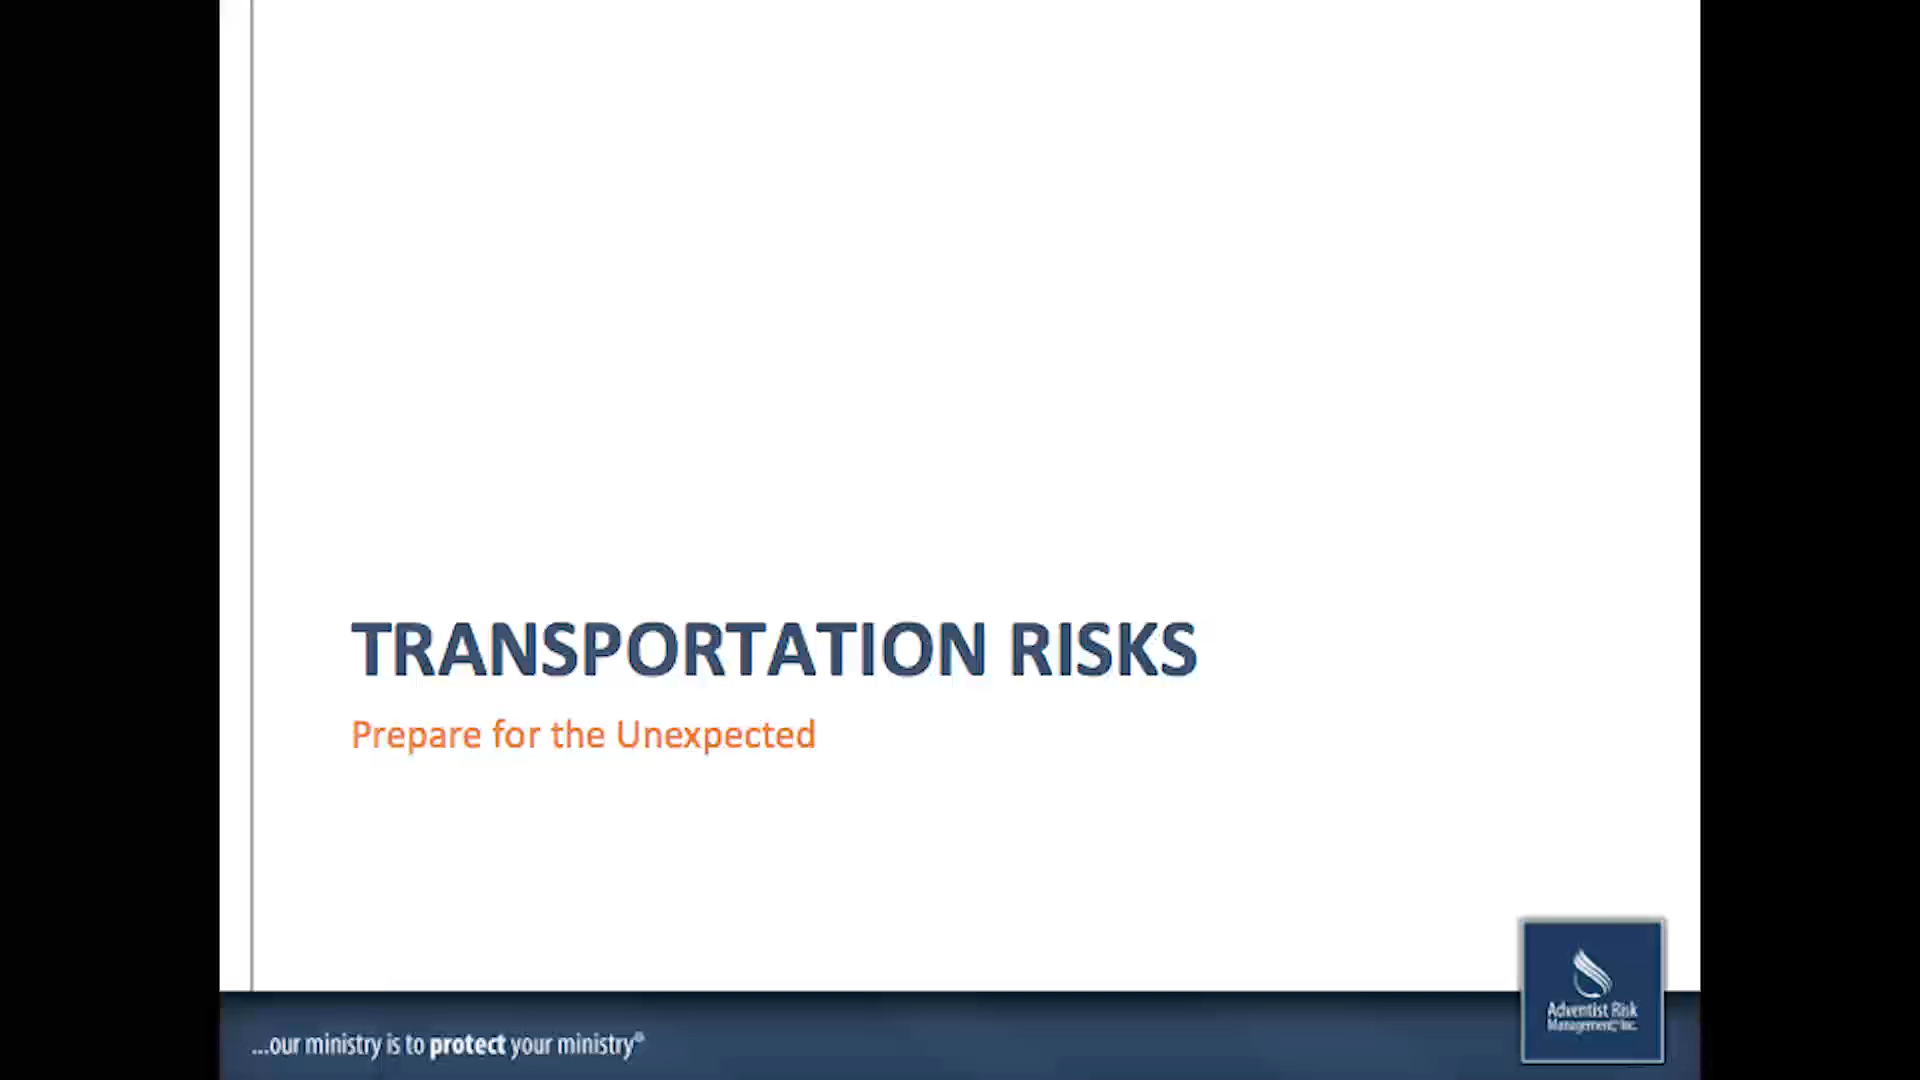 TRANSPORTATION RISKS
Prepare for the Unexpected
...our ministry is to protect your ministry®
Adventist Risk
Management, Inc.